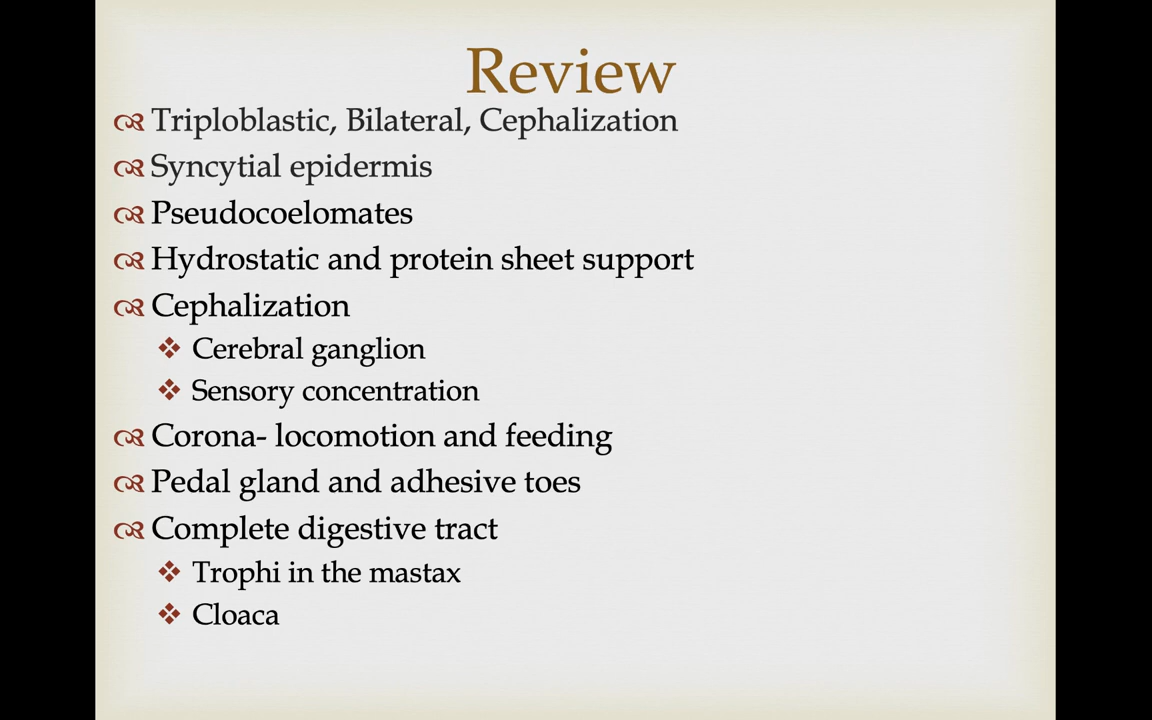 Review
Triploblastic, Bilateral, Cephalization
Syncytial epidermis
Pseudocoelomates
Hydrostatic and protein sheet support
Cephalization
Cerebral ganglion
Sensory concentration
Corona- locomotion and feeding
Pedal gland and adhesive toes
Complete digestive tract
Trophi in the mastax
Cloaca